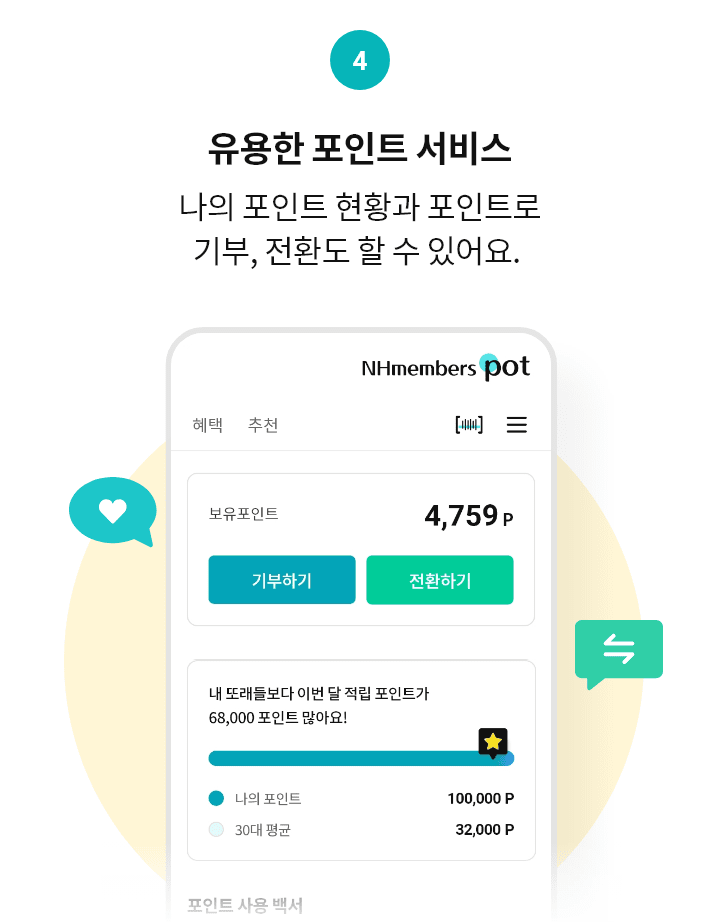 4
유용한 포인트 서비스
나의 포인트 현황과 포인트로
기부, 전환도 할 수 있어요.
NHmembers pot
혜택 추천
보유포인트 4,759 P
기부하기 전환하기
내 또래들보다 이번 달 적립 포인트가
68,000 포인트 많아요!
나의 포인트 100,000 P
30대 평균 32,000 P
포인트 사용 백서